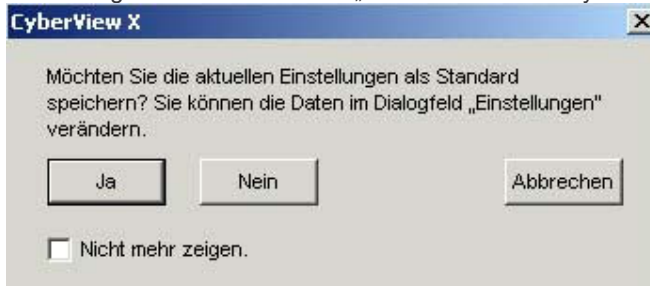 CyberView X
Möchten Sie die aktuellen Einstellungen als Standard
speichern? Sie können die Daten im Dialogfeld „Einstellungen"
verändern.
Ja
Nein
Abbrechen
Nicht mehr zeigen.